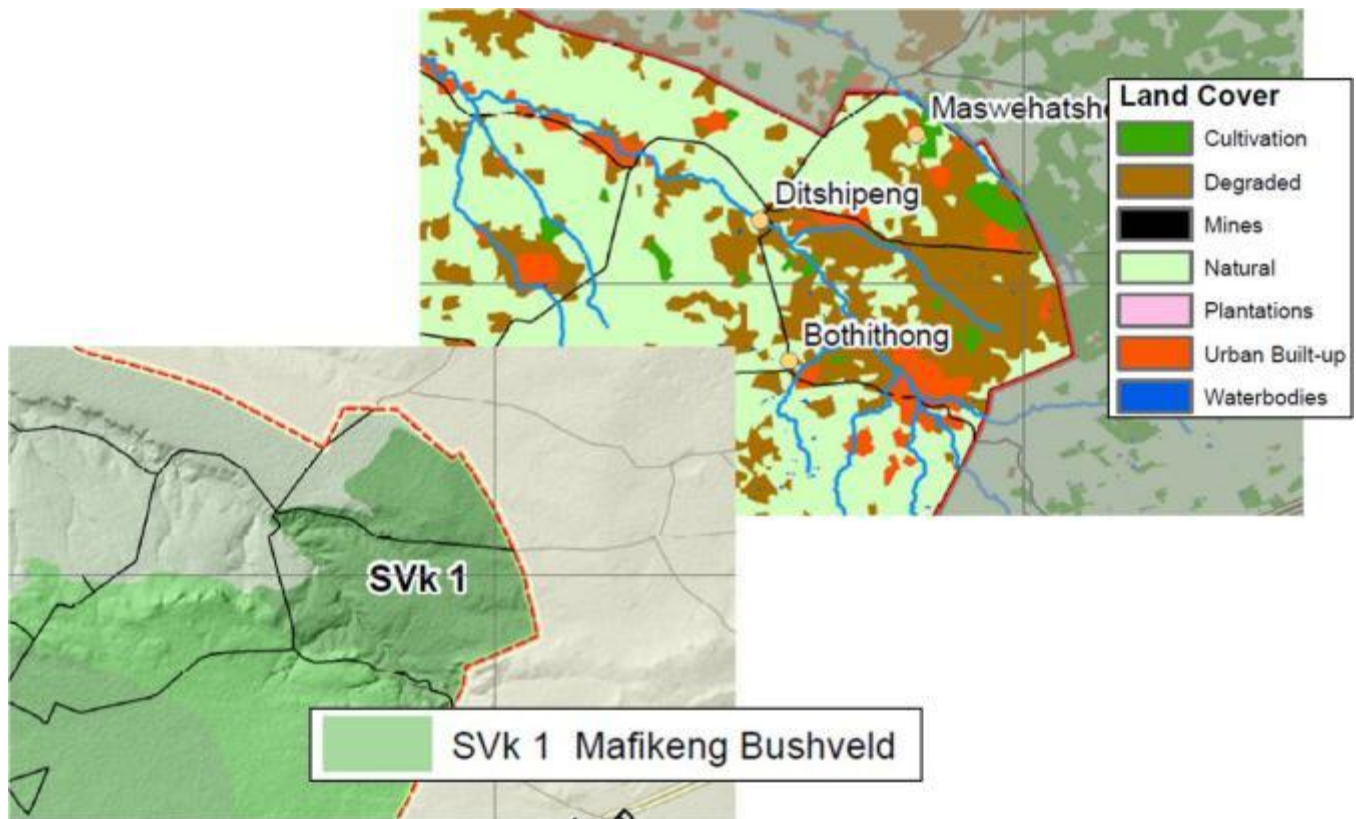 Maswehatshe
Ditshipeng
Bothithong
Land Cover
Cultivation
Degraded
Mines
Natural
Plantations
Urban Built-up
Waterbodies
SVk 1
SVk 1 Mafikeng Bushveld